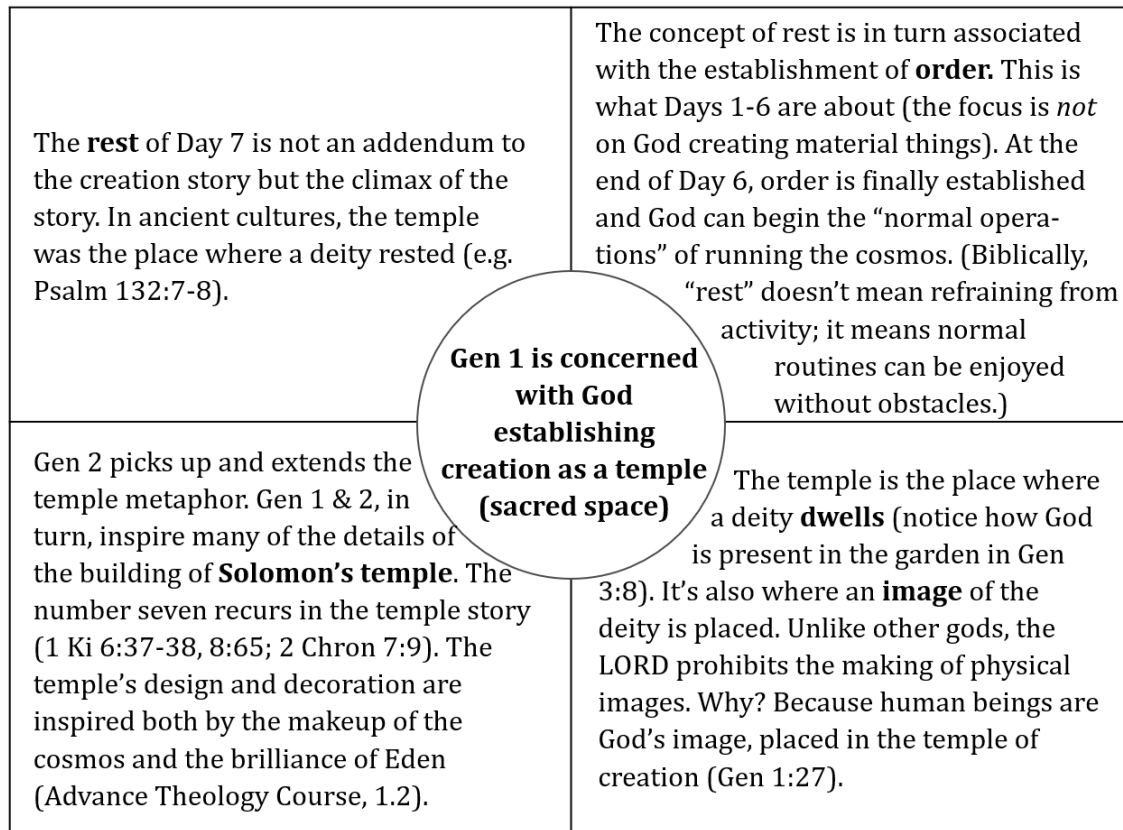 The rest of Day 7 is not an addendum to
the creation story but the climax of the
story. In ancient cultures, the temple
was the place where a deity rested (e.g.
Psalm 132:7-8).
The concept of rest is in turn associated
with the establishment of order. This is
what Days 1-6 are about (the focus is not
on God creating material things). At the
end of Day 6, order is finally established
and God can begin the “normal opera-
tions” of running the cosmos. (Biblically,
“rest” doesn’t mean refraining from
activity; it means normal
routines can be enjoyed
without obstacles.)
Gen 1 is concerned
with God
establishing
creation as a temple
(sacred space)
Gen 2 picks up and extends the
temple metaphor. Gen 1 & 2, in
turn, inspire many of the details of
the building of Solomon’s temple. The
number seven recurs in the temple story
(1 Ki 6:37-38, 8:65; 2 Chron 7:9). The
temple’s design and decoration are
inspired both by the makeup of the
cosmos and the brilliance of Eden
(Advance Theology Course, 1.2).
The temple is the place where
a deity dwells (notice how God
is present in the garden in Gen
3:8). It’s also where an image of the
deity is placed. Unlike other gods, the
LORD prohibits the making of physical
images. Why? Because human beings are
God’s image, placed in the temple of
creation (Gen 1:27).